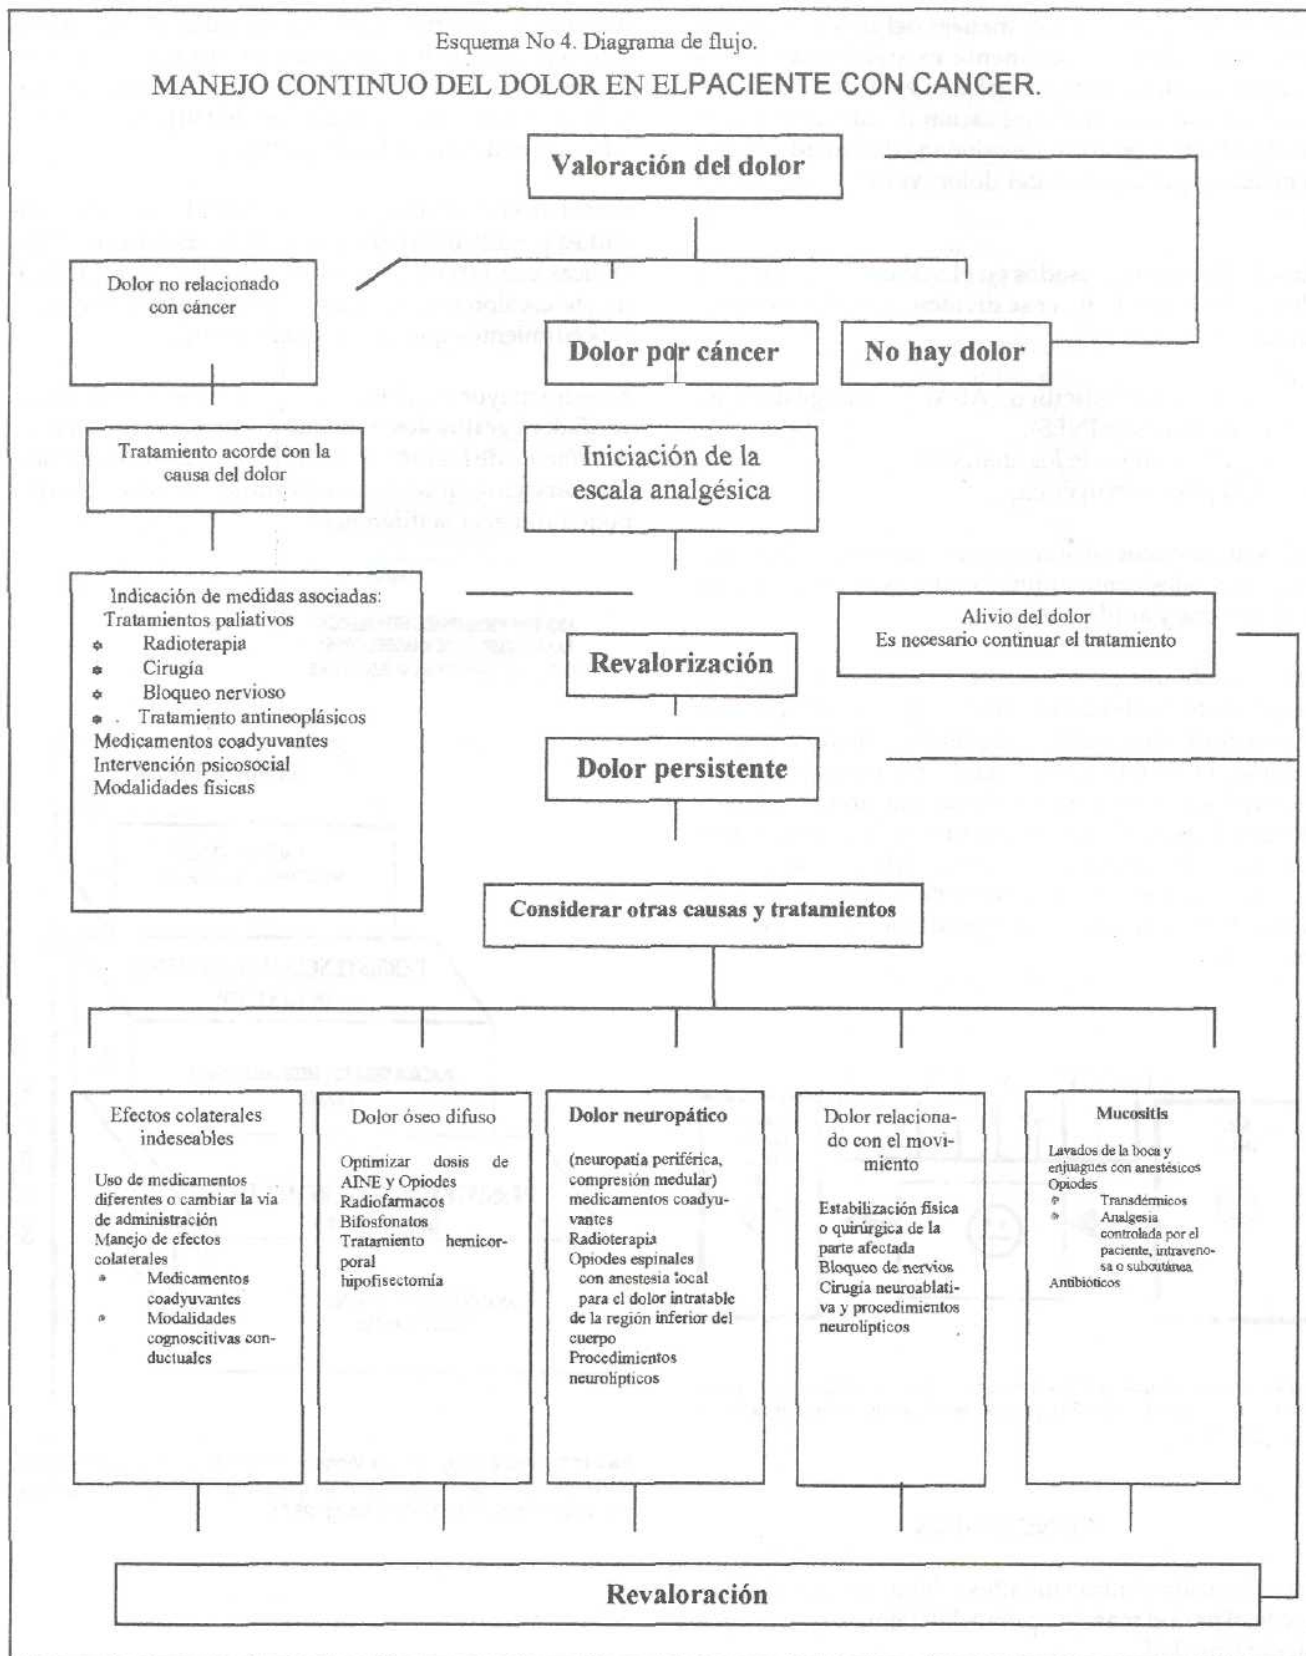 Esquema No 4. Diagrama de flujo.
MANEJO CONTINUO DEL DOLOR EN ELPACIENTE CON CANCER.
Valoración del dolor
Dolor no relacionado
con cáncer
Dolor por cáncer
No hay dolor
Tratamiento acorde con la
causa del dolor
Iniciación de la
escala analgésica
Indicación de medidas asociadas:
Tratamientos paliativos
Radioterapia
Cirugía
Bloqueo nervioso
Tratamiento antineoplásicos
Medicamentos coadyuvantes
Intervención psicosocial
Modalidades físicas
Alivio del dolor
Es necesario continuar el tratamiento
Revalorización
Dolor persistente
Considerar otras causas y tratamientos
Efectos colaterales
indeseables
Uso de medicamentos
diferentes o cambiar la vía
de administración
Manejo de efectos
colaterales
Medicamentos
coadyuvantes
Modalidades
cognoscitivas con-
ductuales
Dolor óseo difuso
Optimizar dosis de
AINE y Opiodes
Radiofarmacos
Bifosfonatos
Tratamiento hemicor-
poral
hipofisectomía
Dolor neuropático
(neuropatía periférica,
compresión medular)
medicamentos coadyu-
vantes
Radioterapia
Opiodes espinales
con anestesia local
para el dolor intratable
de la región inferior del
cuerpo
Procedimientos
neurolípticos
Dolor relaciona-
do con el movi-
miento
Estabilización física
o quirúrgica de la
parte afectada
Bloqueo de nervios
Cirugía neuroablati-
va y procedimientos
neurolípticos
Mucositis
Lavados de la boca y
enjuagues con anestésicos
Opiodes
Transdérmicos
Analgesia
controlada por el
paciente, intraveno-
sa o subcutánea
Antibióticos
Revaloración